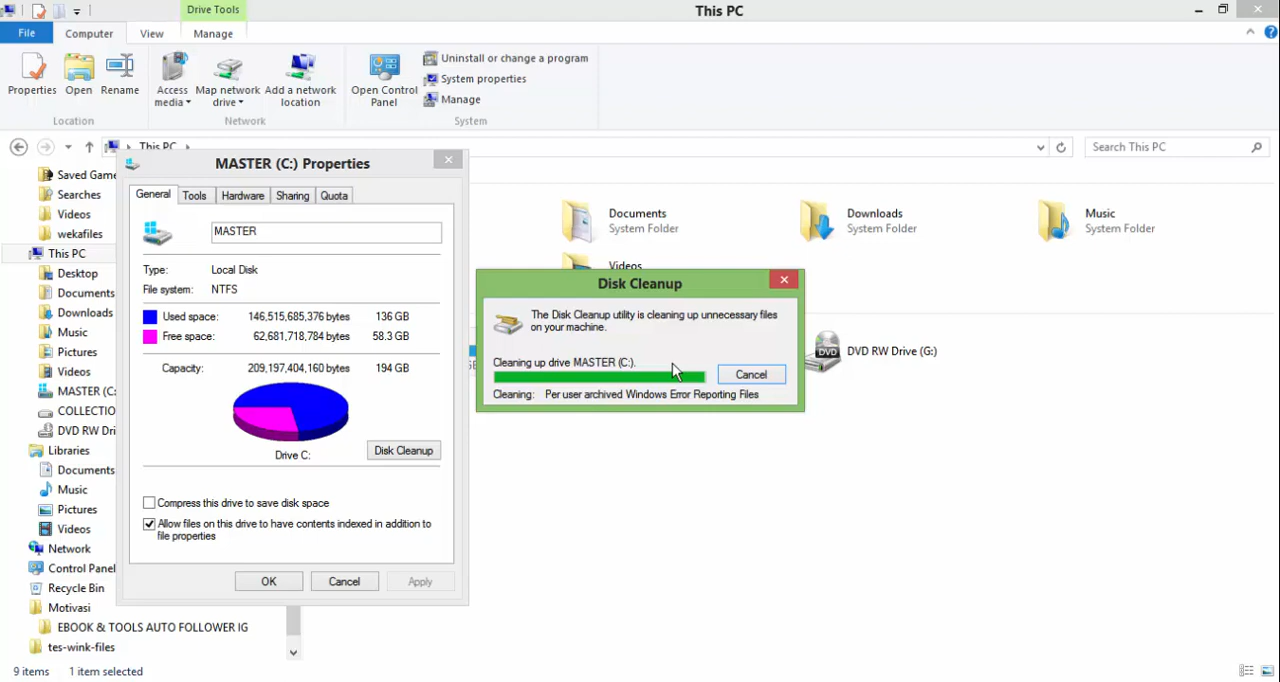 Drive Tools
This PC
File
Computer
View
Manage
Properties
Open
Rename
Access media
Map network drive
Add a network location
Open Control Panel
Uninstall or change a program
System properties
Manage
Location
Network
System
This PC
Search This PC
Saved Game
Searches
Videos
wekafiles
This PC
Desktop
Documents
Downloads
Music
Pictures
Videos
MASTER (C:
COLLECTIO
DVD RW Dri
Libraries
Documents
Music
Pictures
Videos
Network
Control Panel
Recycle Bin
Motivasi
EBOOK & TOOLS AUTO FOLLOWER IG
tes-wink-files
MASTER (C:) Properties
General
Tools
Hardware
Sharing
Quota
MASTER
Type: Local Disk
File system: NTFS
Used space: 146,515,685,376 bytes 136 GB
Free space: 62,681,718,784 bytes 58.3 GB
Capacity: 209,197,404,160 bytes 194 GB
Drive C:
Disk Cleanup
Compress this drive to save disk space
Allow files on this drive to have contents indexed in addition to
file properties
OK
Cancel
Apply
Documents
System Folder
Downloads
System Folder
Music
System Folder
Videos
DVD RW Drive (G:)
Disk Cleanup
The Disk Cleanup utility is cleaning up unnecessary files
on your machine.
Cleaning up drive MASTER (C:).
Cancel
Cleaning: Per user archived Windows Error Reporting Files
9 items
1 item selected